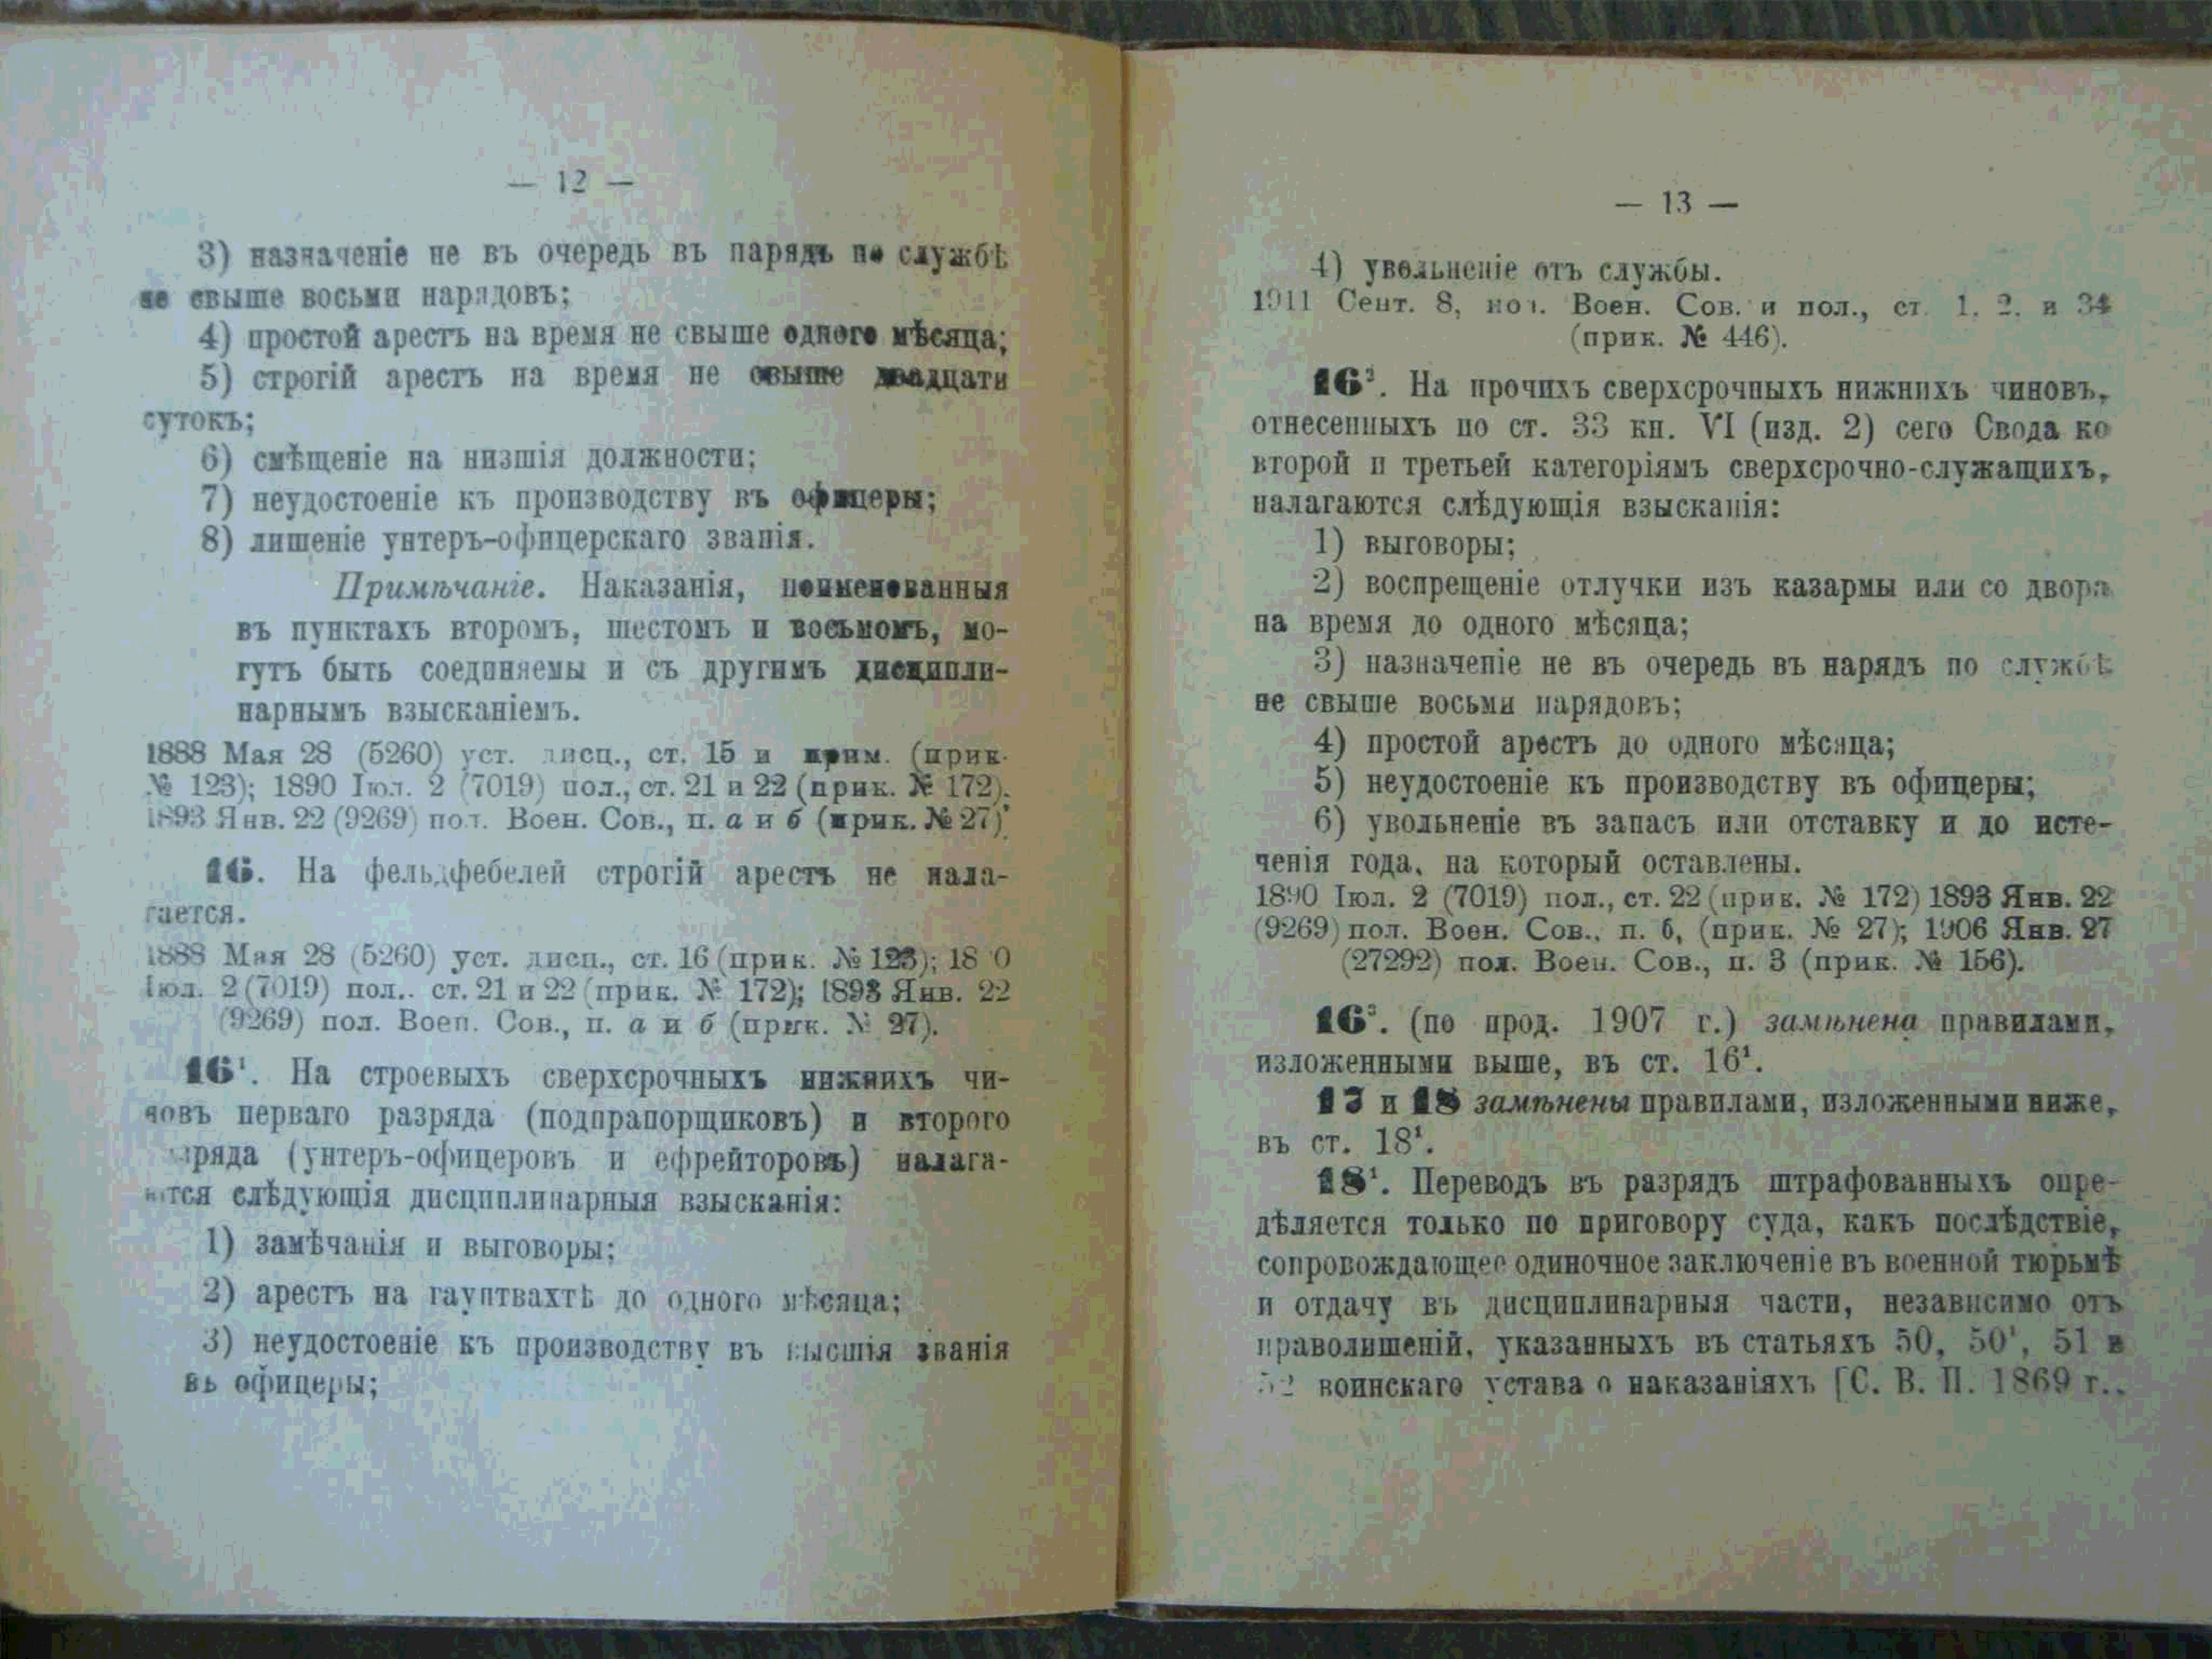 — 12 —
3) назначеніе не въ очередь въ нарядъ по службѣ
не свыше восьми нарядовъ;
4) простой арестъ на время не свыше одного мѣсяца;
5) строгій арестъ на время не свыше двадцати
сутокъ;
6) смѣщеніе на низшія должности;
7) неудостоеніе къ производству въ офицеры;
8) лишеніе унтеръ-офицерскаго званія.
Примѣчаніе. Наказанія, поименованныя
въ пунктахъ второмъ, шестомъ и восьмомъ, мо-
гутъ быть соединяемы и съ другимъ дисципли-
нарнымъ взысканіемъ.
1888 Мая 28 (5260) уст. дисц., ст. 15 и прим. (прик.
№ 123); 1890 Іюл. 2 (7019) пол., ст. 21 и 22 (прик. № 172).
1893 Янв. 22 (9269) пол. Воен. Сов., п. а и б (прик. № 27)
16. На фельдфебелей строгій арестъ не нала-
гается.
1888 Мая 28 (5260) уст. дисц., ст. 16 (прик. № 123); 18 0
Іюл. 2 (7019) пол.. ст. 21 и 22 (прик. № 172); 1893 Янв. 22
(9269) пол. Воен. Сов., п. а и б (прик. № 27).
16¹. На строевыхъ сверхсрочныхъ нижнихъ чи-
новъ перваго разряда (подпрапорщиковъ) и второго
разряда (унтеръ-офицеровъ и ефрейторовъ) налага-
ются слѣдующія дисциплинарныя взысканія:
1) замѣчанія и выговоры;
2) арестъ на гауптвахтѣ до одного мѣсяца;
3) неудостоеніе къ производству въ высшія званія
въ офицеры;
— 13 —
4) увольненіе отъ службы.
1911 Сент. 8, пол. Воен. Сов. и пол., ст. 1, 2, и 34
(прик. № 446).
16². На прочихъ сверхсрочныхъ нижнихъ чиновъ,
отнесенныхъ по ст. 33 кн. VI (изд. 2) сего Свода ко
второй и третьей категоріямъ сверхсрочно-служащихъ,
налагаются слѣдующія взысканія:
1) выговоры;
2) воспрещеніе отлучки изъ казармы или со двора
на время до одного мѣсяца;
3) назначеніе не въ очередь въ нарядъ по службѣ
не свыше восьми нарядовъ;
4) простой арестъ до одного мѣсяца;
5) неудостоеніе къ производству въ офицеры;
6) увольненіе въ запасъ или отставку и до исте-
ченія года, на который оставлены.
1890 Іюл. 2 (7019) пол., ст. 22 (прик. № 172) 1893 Янв. 22
(9269) пол. Воен. Сов., п. б, (прик. № 27); 1906 Янв. 27
(27292) пол. Воен. Сов., п. 3 (прик. № 156).
16³. (по прод. 1907 г.) замѣнена правилами,
изложенными выше, въ ст. 16¹.
17 и 18 замѣнены правилами, изложенными ниже,
въ ст. 18¹.
18¹. Переводъ въ разрядъ штрафованныхъ опре-
дѣляется только по приговору суда, какъ послѣдствіе,
сопровождающее одиночное заключеніе въ военной тюрьмѣ
и отдачу въ дисциплинарныя части, независимо отъ
праволишеній, указанныхъ въ статьяхъ 50, 50¹, 51 и
52 воинскаго устава о наказаніяхъ [С. В. П. 1869 г.,